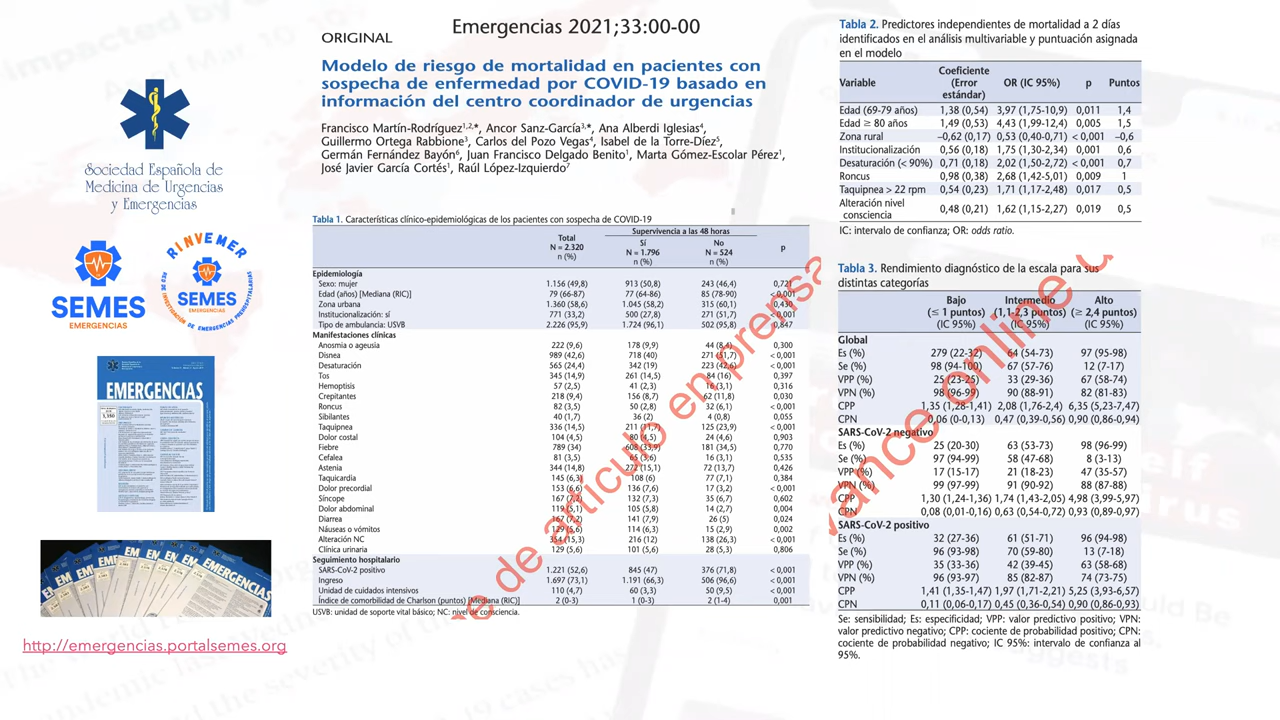 Emergencias 2021;33:00-00
ORIGINAL
Modelo de riesgo de mortalidad en pacientes con
sospecha de enfermedad por COVID-19 basado en
información del centro coordinador de urgencias
Francisco Martín-Rodríguez1,2,*, Ancor Sanz-García3,*, Ana Alberdi Iglesias4,
Guillermo Ortega Rabbione3, Carlos del Pozo Vegas4, Isabel de la Torre-Díez5,
Germán Fernández Bayón6, Juan Francisco Delgado Benito1, Marta Gómez-Escolar Pérez1,
José Javier García Cortés1, Raúl López-Izquierdo7
Sociedad Española de
Medicina de Urgencias
y Emergencias
SEMES
EMERGENCIAS
RINVEMER
RED DE INVESTIGACIÓN DE EMERGENCIAS PREHOSPITALARIAS
SEMES
EMERGENCIAS
EMERGENCIAS
http://emergencias.portalsemes.org
Tabla 1. Características clínico-epidemiológicas de los pacientes con sospecha de COVID-19
Total N = 2.320 n (%) Supervivencia a las 48 horas Sí N = 1.796 n (%) No N = 524 n (%) p
Epidemiología
Sexo: mujer 1.156 (49,8) 913 (50,8) 243 (46,4) 0,721
Edad (años) [Mediana (RIC)] 79 (66-87) 77 (64-86) 85 (78-90) < 0,001
Zona urbana 1.360 (58,6) 1.045 (58,2) 315 (60,1) 0,430
Institucionalización: sí 771 (33,2) 500 (27,8) 271 (51,7) < 0,001
Tipo de ambulancia: USVB 2.226 (95,9) 1.724 (96,1) 502 (95,8) 0,847
Manifestaciones clínicas
Anosmia o ageusia 222 (9,6) 178 (9,9) 44 (8,4) 0,300
Disnea 989 (42,6) 718 (40) 271 (51,7) < 0,001
Desaturación 565 (24,4) 342 (19) 223 (42,6) < 0,001
Tos 345 (14,9) 261 (14,5) 84 (16) 0,397
Hemoptisis 57 (2,5) 41 (2,3) 16 (3,1) 0,316
Crepitantes 218 (9,4) 156 (8,7) 62 (11,8) 0,030
Roncus 82 (3,5) 50 (2,8) 32 (6,1) < 0,001
Sibilantes 40 (1,7) 36 (2) 4 (0,8) 0,055
Taquipnea 336 (14,5) 211 (11,7) 125 (23,9) < 0,001
Dolor costal 104 (4,5) 80 (4,5) 24 (4,6) 0,903
Fiebre 789 (34) 608 (33,9) 181 (34,5) 0,770
Cefalea 81 (3,5) 65 (3,6) 16 (3,1) 0,535
Astenia 344 (14,8) 272 (15,1) 72 (13,7) 0,426
Taquicardia 145 (6,3) 108 (6) 77 (7,1) 0,384
Dolor precordial 153 (6,6) 136 (7,6) 17 (3,2) < 0,001
Síncope 167 (7,2) 132 (7,3) 35 (6,7) 0,602
Dolor abdominal 119 (5,1) 105 (5,8) 14 (2,7) 0,004
Diarrea 167 (7,2) 141 (7,9) 26 (5) 0,024
Náuseas o vómitos 129 (5,6) 114 (6,3) 15 (2,9) 0,002
Alteración NC 354 (15,3) 216 (12) 138 (26,3) < 0,001
Clínica urinaria 129 (5,6) 101 (5,6) 28 (5,3) 0,806
Seguimiento hospitalario
SARS-CoV-2 positivo 1.221 (52,6) 845 (47) 376 (71,8) < 0,001
Ingreso 1.697 (73,1) 1.191 (66,3) 506 (96,6) < 0,001
Unidad de cuidados intensivos 110 (4,7) 60 (3,3) 50 (9,5) < 0,001
Índice de comorbilidad de Charlson (puntos) [Mediana (RIC)] 2 (0-3) 1 (0-3) 2 (1-4) 0,001
USVB: unidad de soporte vital básico; NC: nivel de consciencia.
Tabla 2. Predictores independientes de mortalidad a 2 días
identificados en el análisis multivariable y puntuación asignada
en el modelo
Variable Coeficiente (Error estándar) OR (IC 95%) p Puntos
Edad (69-79 años) 1,38 (0,54) 3,97 (1,75-10,9) 0,011 1,4
Edad ≥ 80 años 1,49 (0,53) 4,43 (1,99-12,4) 0,005 1,5
Zona rural –0,62 (0,17) 0,53 (0,40-0,71) < 0,001 –0,6
Institucionalización 0,56 (0,18) 1,75 (1,30-2,34) 0,001 0,6
Desaturación (< 90%) 0,71 (0,18) 2,02 (1,50-2,72) < 0,001 0,7
Roncus 0,98 (0,38) 2,68 (1,42-5,01) 0,009 1
Taquipnea > 22 rpm 0,54 (0,23) 1,71 (1,17-2,48) 0,017 0,5
Alteración nivel consciencia 0,48 (0,21) 1,62 (1,15-2,27) 0,019 0,5
IC: intervalo de confianza; OR: odds ratio.
Tabla 3. Rendimiento diagnóstico de la escala para sus
distintas categorías
Bajo (≤ 1 puntos) (IC 95%) Intermedio (1,1-2,3 puntos) (IC 95%) Alto (≥ 2,4 puntos) (IC 95%)
Global
Es (%) 279 (22-32) 64 (54-73) 97 (95-98)
Se (%) 98 (94-100) 67 (57-76) 12 (7-17)
VPP (%) 25 (23-25) 33 (29-36) 67 (58-74)
VPN (%) 98 (96-99) 90 (88-91) 82 (81-83)
CPP 1,35 (1,28-1,41) 2,08 (1,76-2,4) 6,35 (5,23-7,47)
CPN 0,06 (0-0,13) 0,47 (0,39-0,56) 0,90 (0,86-0,94)
SARS-CoV-2 negativo
Es (%) 25 (20-30) 63 (53-73) 98 (96-99)
Se (%) 97 (94-99) 58 (47-68) 8 (3-13)
VPP (%) 17 (15-17) 21 (18-23) 47 (35-57)
VPN (%) 99 (97-99) 91 (90-92) 88 (87-88)
CPP 1,30 (1,24-1,36) 1,74 (1,43-2,05) 4,98 (3,99-5,97)
CPN 0,08 (0,01-0,16) 0,63 (0,54-0,72) 0,93 (0,89-0,97)
SARS-CoV-2 positivo
Es (%) 32 (27-36) 61 (51-71) 96 (94-98)
Se (%) 96 (93-98) 70 (59-80) 13 (7-18)
VPP (%) 35 (33-36) 42 (39-45) 63 (58-68)
VPN (%) 96 (93-97) 85 (82-87) 74 (73-75)
CPP 1,41 (1,35-1,47) 1,97 (1,71-2,21) 5,25 (3,93-6,57)
CPN 0,11 (0,06-0,17) 0,45 (0,36-0,54) 0,90 (0,86-0,93)
Se: sensibilidad; Es: especificidad; VPP: valor predictivo positivo; VPN:
valor predictivo negativo; CPP: cociente de probabilidad positivo; CPN:
cociente de probabilidad negativo; IC 95%: intervalo de confianza al
95%.
de artículo en prensa
avance online